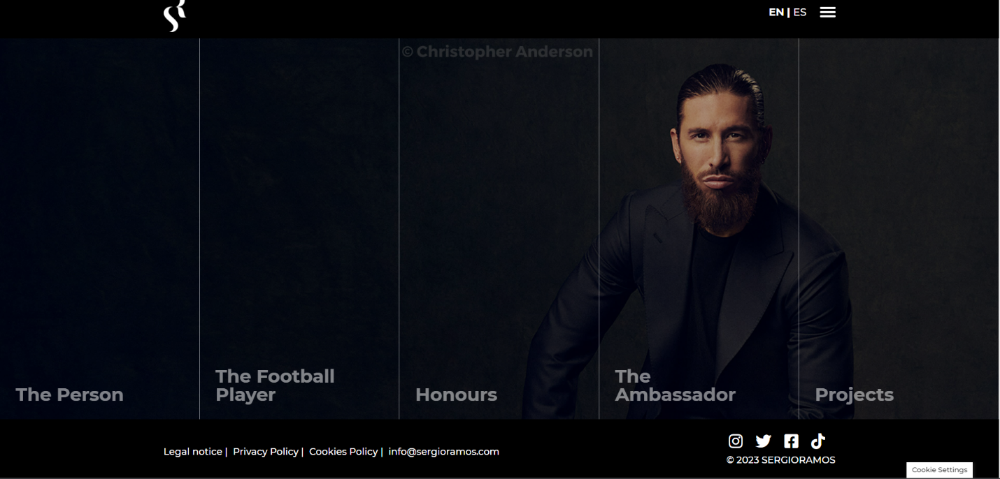 EN | ES
© Christopher Anderson
The Person
The Football
Player
Honours
The
Ambassador
Projects
Legal notice | Privacy Policy | Cookies Policy | info@sergioramos.com
© 2023 SERGIORAMOS
Cookie Settings